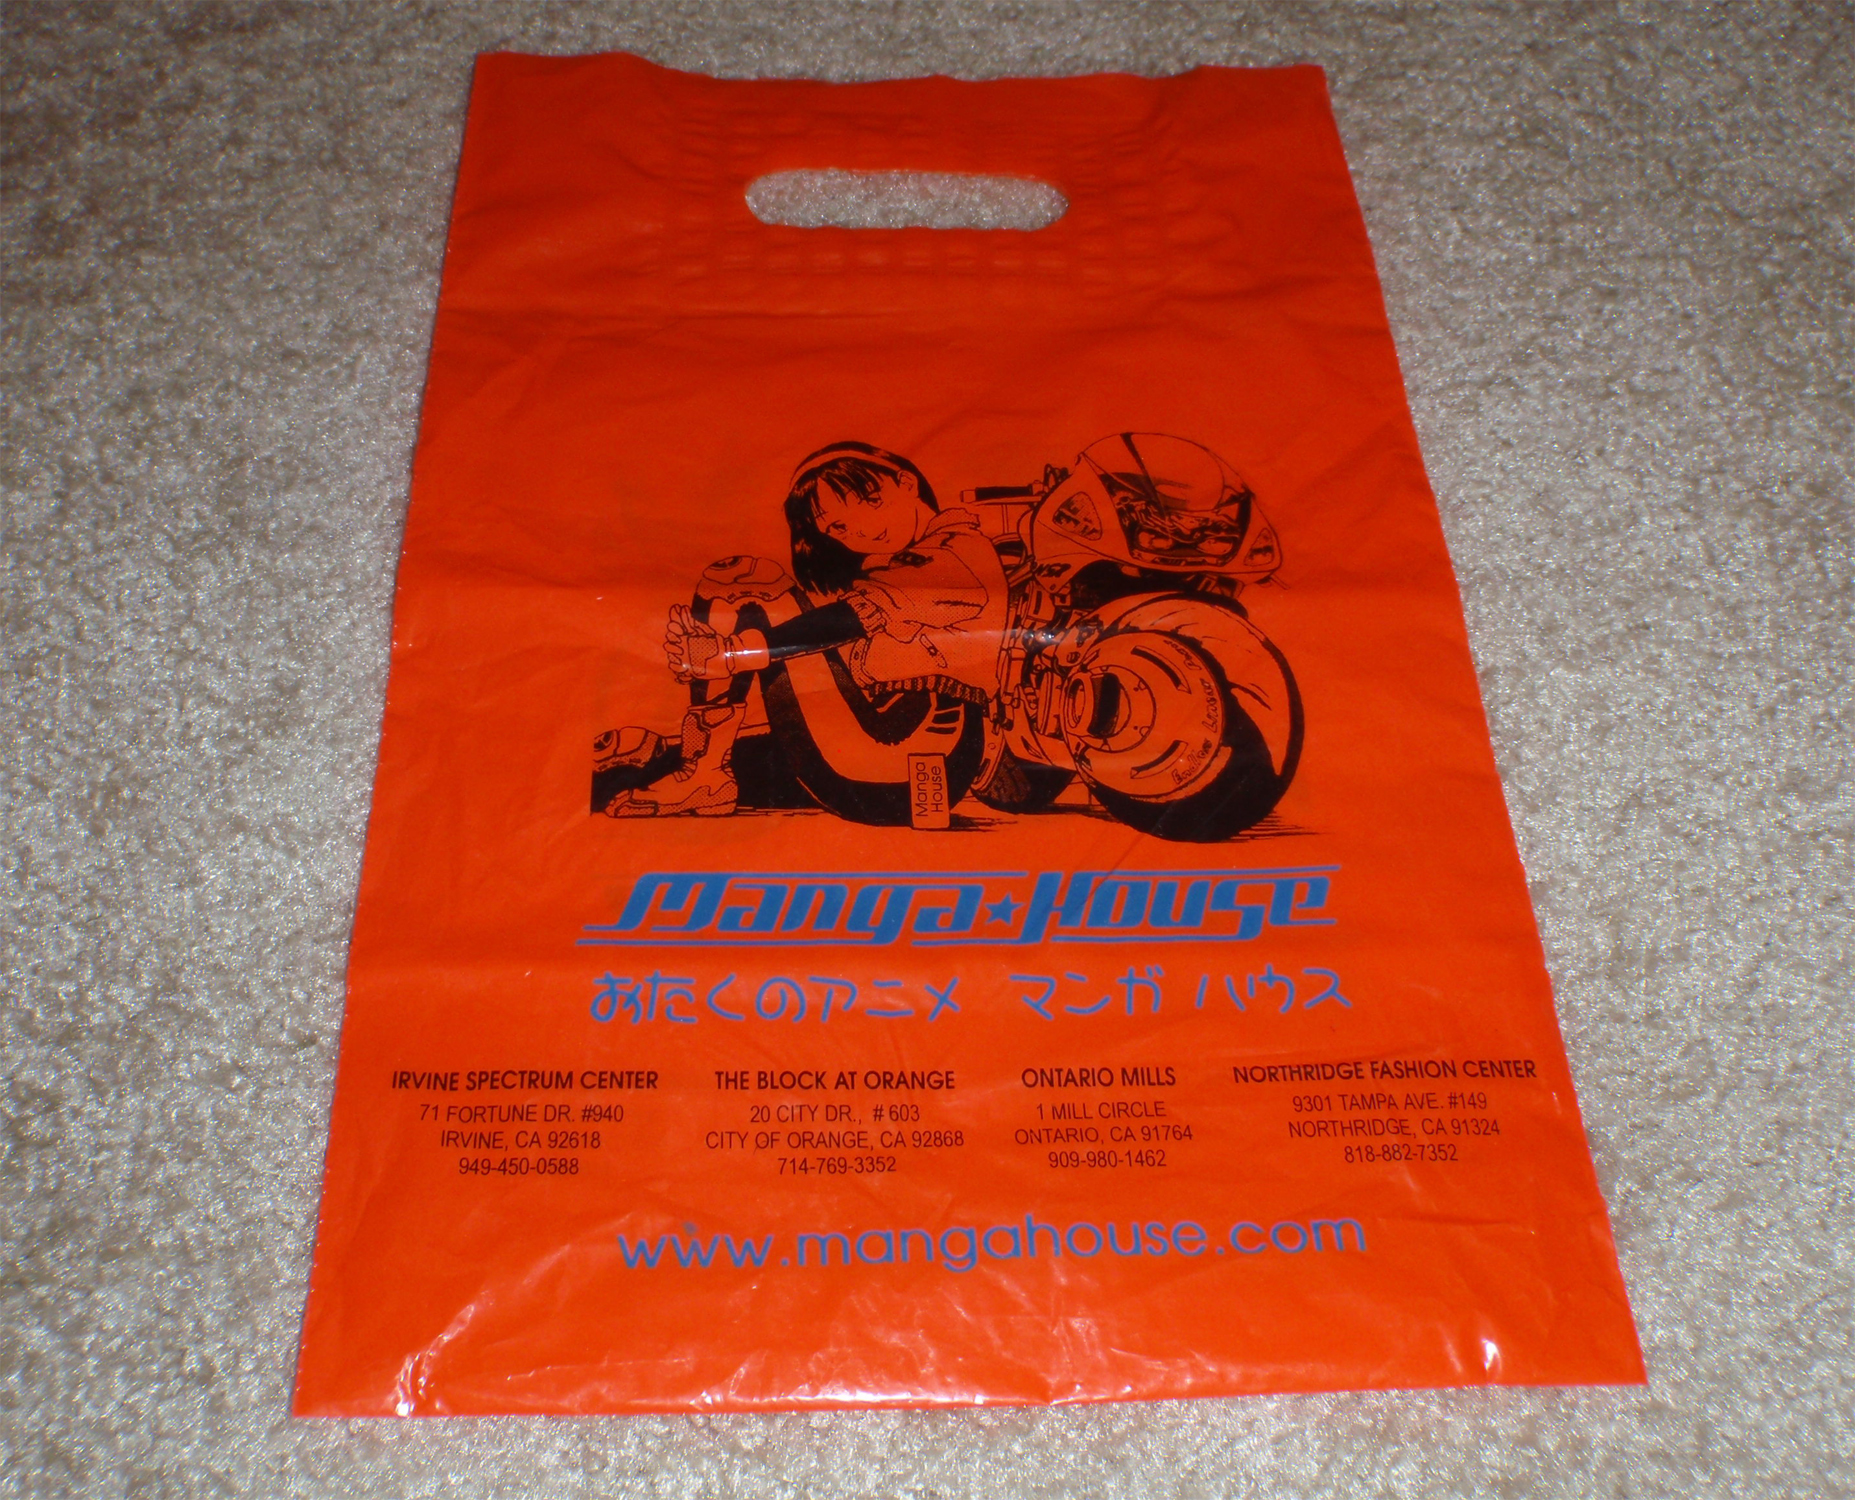 NSR
Endless Loves
Manga
House
Manga★House
おたくのアニメ マンガ ハウス
IRVINE SPECTRUM CENTER
71 FORTUNE DR. #940
IRVINE, CA 92618
949-450-0588
THE BLOCK AT ORANGE
20 CITY DR., # 603
CITY OF ORANGE, CA 92868
714-769-3352
ONTARIO MILLS
1 MILL CIRCLE
ONTARIO, CA 91764
909-980-1462
NORTHRIDGE FASHION CENTER
9301 TAMPA AVE. #149
NORTHRIDGE, CA 91324
818-882-7352
www.mangahouse.com